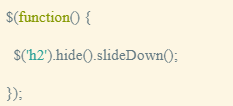 $(function() {
$('h2').hide().slideDown();
});